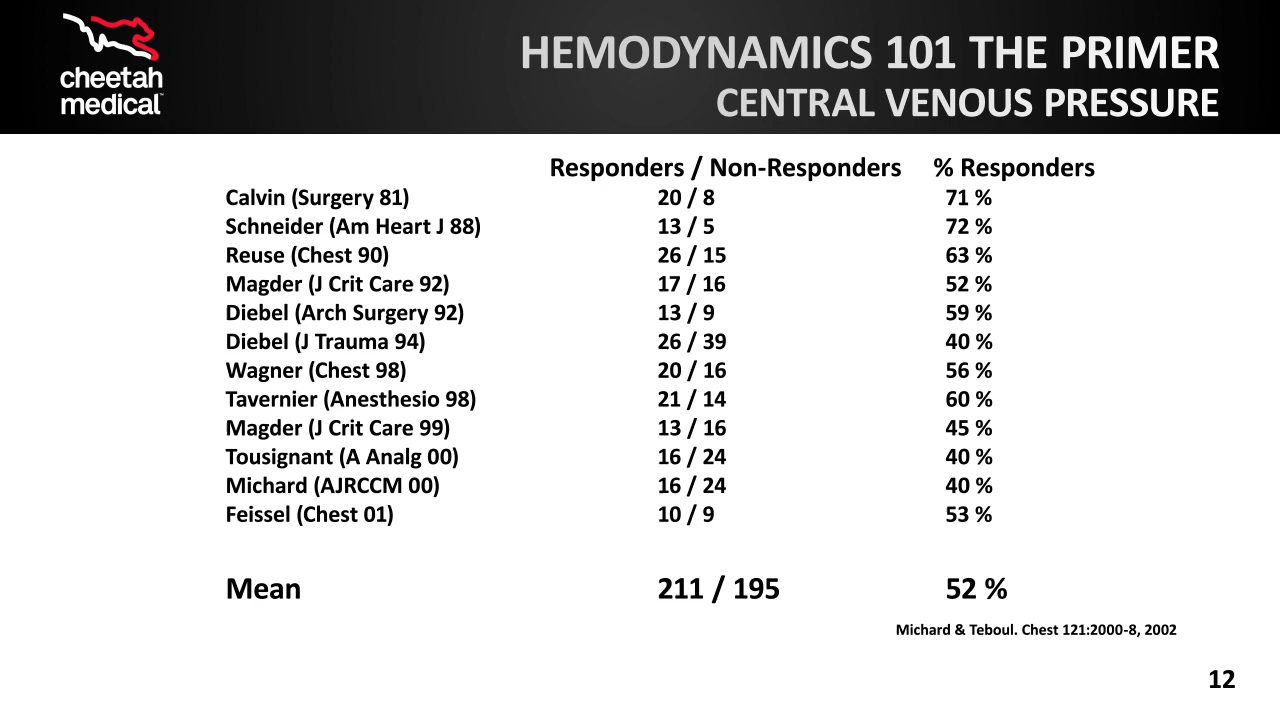 cheetah
medical™
HEMODYNAMICS 101 THE PRIMER
CENTRAL VENOUS PRESSURE
Responders / Non-Responders % Responders
Calvin (Surgery 81) 20 / 8 71 %
Schneider (Am Heart J 88) 13 / 5 72 %
Reuse (Chest 90) 26 / 15 63 %
Magder (J Crit Care 92) 17 / 16 52 %
Diebel (Arch Surgery 92) 13 / 9 59 %
Diebel (J Trauma 94) 26 / 39 40 %
Wagner (Chest 98) 20 / 16 56 %
Tavernier (Anesthesio 98) 21 / 14 60 %
Magder (J Crit Care 99) 13 / 16 45 %
Tousignant (A Analg 00) 16 / 24 40 %
Michard (AJRCCM 00) 16 / 24 40 %
Feissel (Chest 01) 10 / 9 53 %
Mean 211 / 195 52 %
Michard & Teboul. Chest 121:2000-8, 2002
12